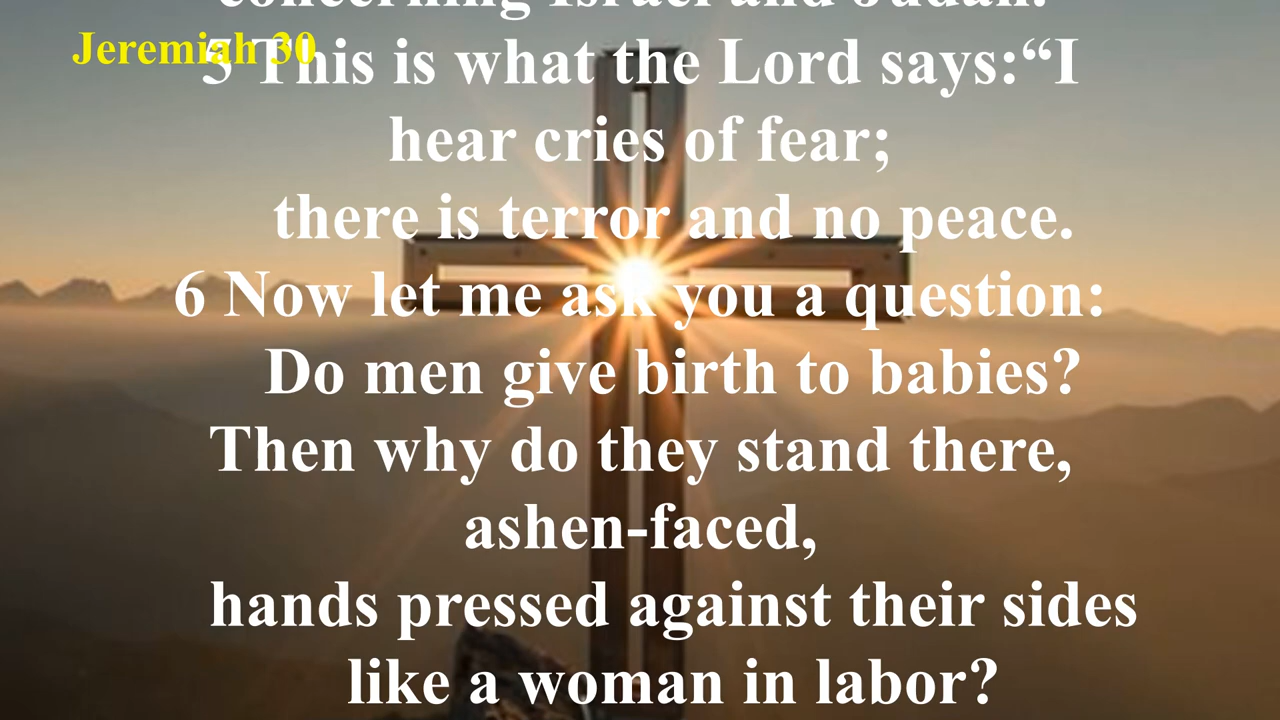 concerning Israel and Judah:
Jeremiah 30
5 This is what the Lord says:“I
hear cries of fear;
there is terror and no peace.
6 Now let me ask you a question:
Do men give birth to babies?
Then why do they stand there,
ashen-faced,
hands pressed against their sides
like a woman in labor?